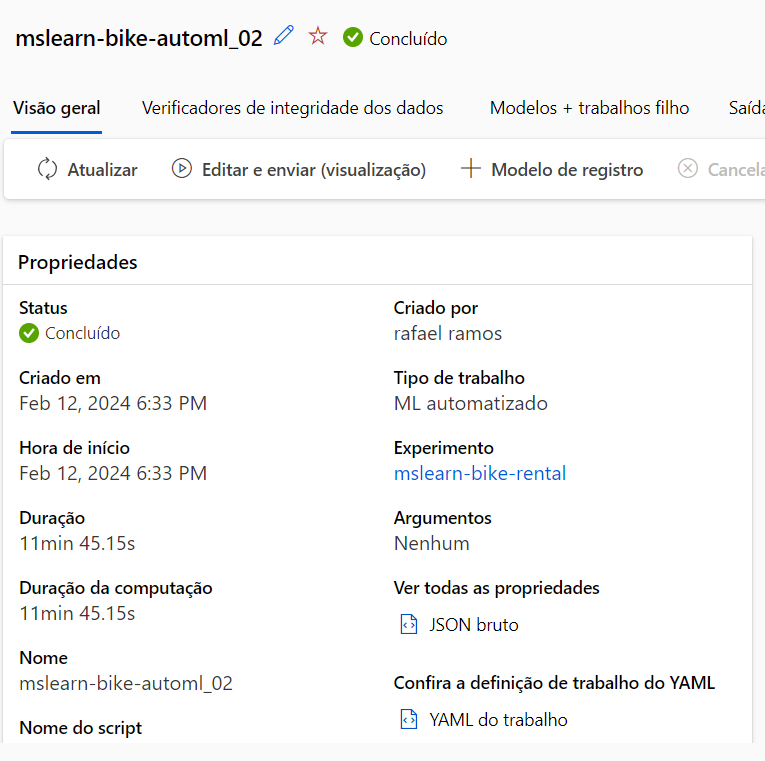 mslearn-bike-automl_02 Concluído
Visão geral Verificadores de integridade dos dados Modelos + trabalhos filho Saída
Atualizar Editar e enviar (visualização) Modelo de registro Cancela
Propriedades
Status
Concluído
Criado em
Feb 12, 2024 6:33 PM
Hora de início
Feb 12, 2024 6:33 PM
Duração
11min 45.15s
Duração da computação
11min 45.15s
Nome
mslearn-bike-automl_02
Nome do script
Criado por
rafael ramos
Tipo de trabalho
ML automatizado
Experimento
mslearn-bike-rental
Argumentos
Nenhum
Ver todas as propriedades
JSON bruto
Confira a definição de trabalho do YAML
YAML do trabalho